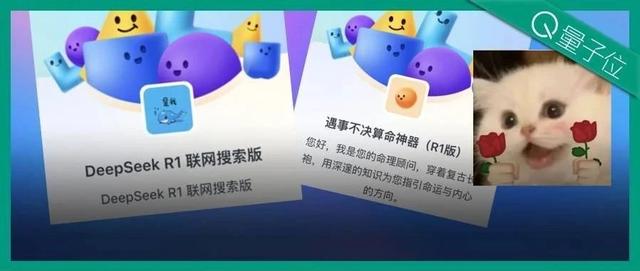 量子位
DeepSeek R1 联网搜索版
DeepSeek R1 联网搜索版
遇事不决算命神器（R1版）
您好，我是您的命理顾问，穿着复古长
袍，用深邃的知识为您指引命运与内心
的方向。